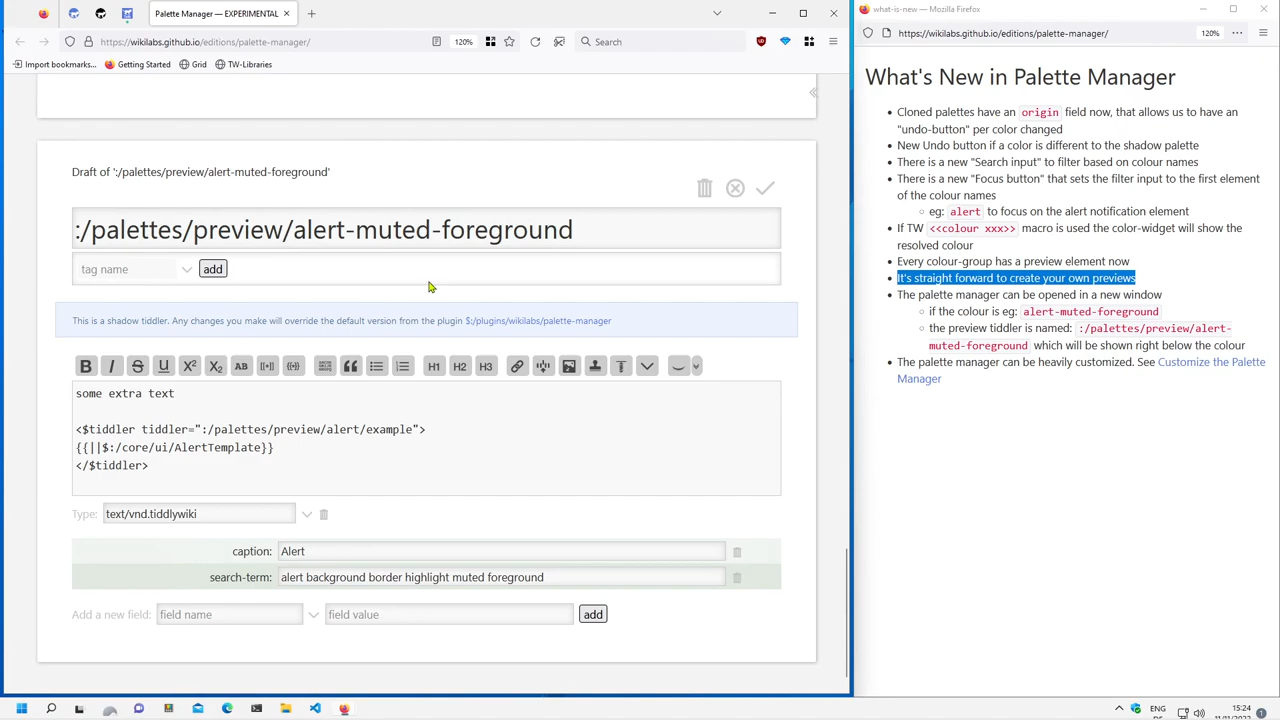 Palette Manager — EXPERIMENTAL
https://wikilabs.github.io/editions/palette-manager/
120%
Search
Import bookmarks...
Getting Started
Grid
TW-Libraries
Draft of ':/palettes/preview/alert-muted-foreground'
:/palettes/preview/alert-muted-foreground
tag name
add
This is a shadow tiddler. Any changes you make will override the default version from the plugin $:/plugins/wikilabs/palette-manager
B I S U X² X₂ AB H1 H2 H3
some extra text
<$tiddler tiddler=":/palettes/preview/alert/example">
{{||$:/core/ui/AlertTemplate}}
</$tiddler>
Type: text/vnd.tiddlywiki
caption: Alert
search-term: alert background border highlight muted foreground
Add a new field: field name field value add
what-is-new — Mozilla Firefox
https://wikilabs.github.io/editions/palette-manager/
120%
What's New in Palette Manager
Cloned palettes have an origin field now, that allows us to have an
"undo-button" per color changed
New Undo button if a color is different to the shadow palette
There is a new "Search input" to filter based on colour names
There is a new "Focus button" that sets the filter input to the first element
of the colour names
eg: alert to focus on the alert notification element
If TW <<colour xxx>> macro is used the color-widget will show the
resolved colour
Every colour-group has a preview element now
It's straight forward to create your own previews
The palette manager can be opened in a new window
if the colour is eg: alert-muted-foreground
the preview tiddler is named: :/palettes/preview/alert-
muted-foreground which will be shown right below the colour
The palette manager can be heavily customized. See Customize the Palette
Manager
ENG
15:24